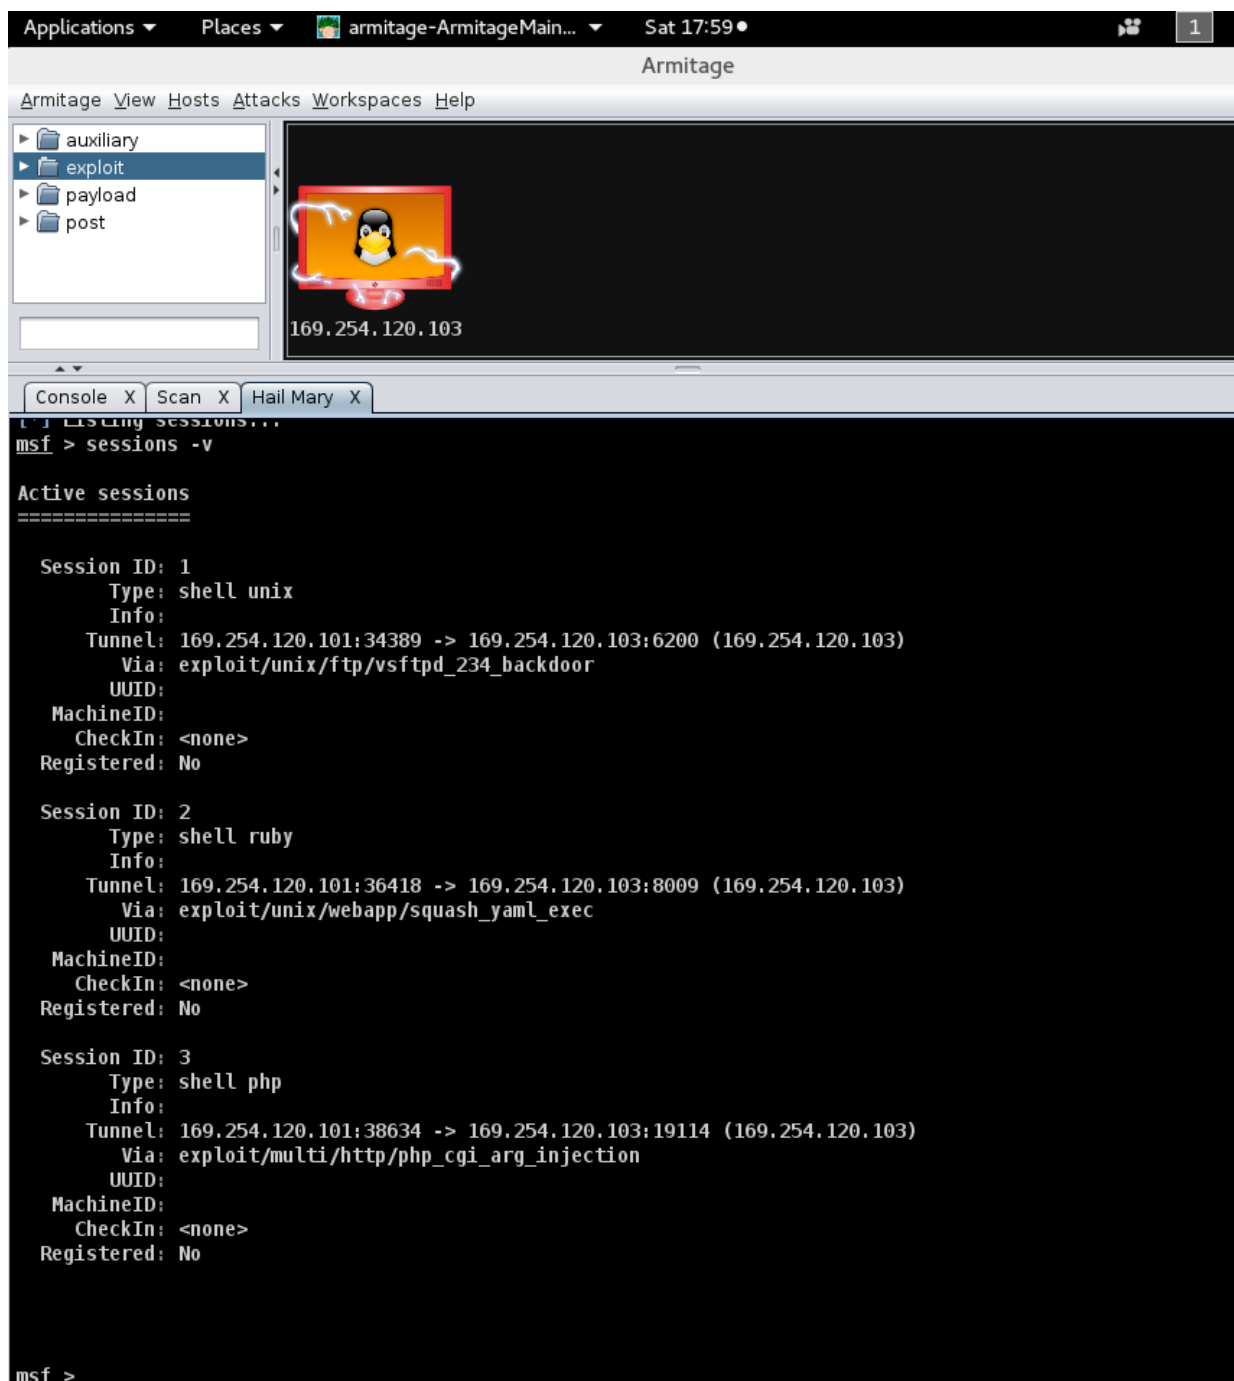 Applications Places armitage-ArmitageMain... Sat 17:59 1
Armitage
Armitage View Hosts Attacks Workspaces Help
auxiliary
exploit
payload
post
169.254.120.103
Console X Scan X Hail Mary X
[*] Listing sessions...
msf > sessions -v
Active sessions
===============
Session ID: 1
Type: shell unix
Info:
Tunnel: 169.254.120.101:34389 -> 169.254.120.103:6200 (169.254.120.103)
Via: exploit/unix/ftp/vsftpd_234_backdoor
UUID:
MachineID:
CheckIn: <none>
Registered: No
Session ID: 2
Type: shell ruby
Info:
Tunnel: 169.254.120.101:36418 -> 169.254.120.103:8009 (169.254.120.103)
Via: exploit/unix/webapp/squash_yaml_exec
UUID:
MachineID:
CheckIn: <none>
Registered: No
Session ID: 3
Type: shell php
Info:
Tunnel: 169.254.120.101:38634 -> 169.254.120.103:19114 (169.254.120.103)
Via: exploit/multi/http/php_cgi_arg_injection
UUID:
MachineID:
CheckIn: <none>
Registered: No
msf >